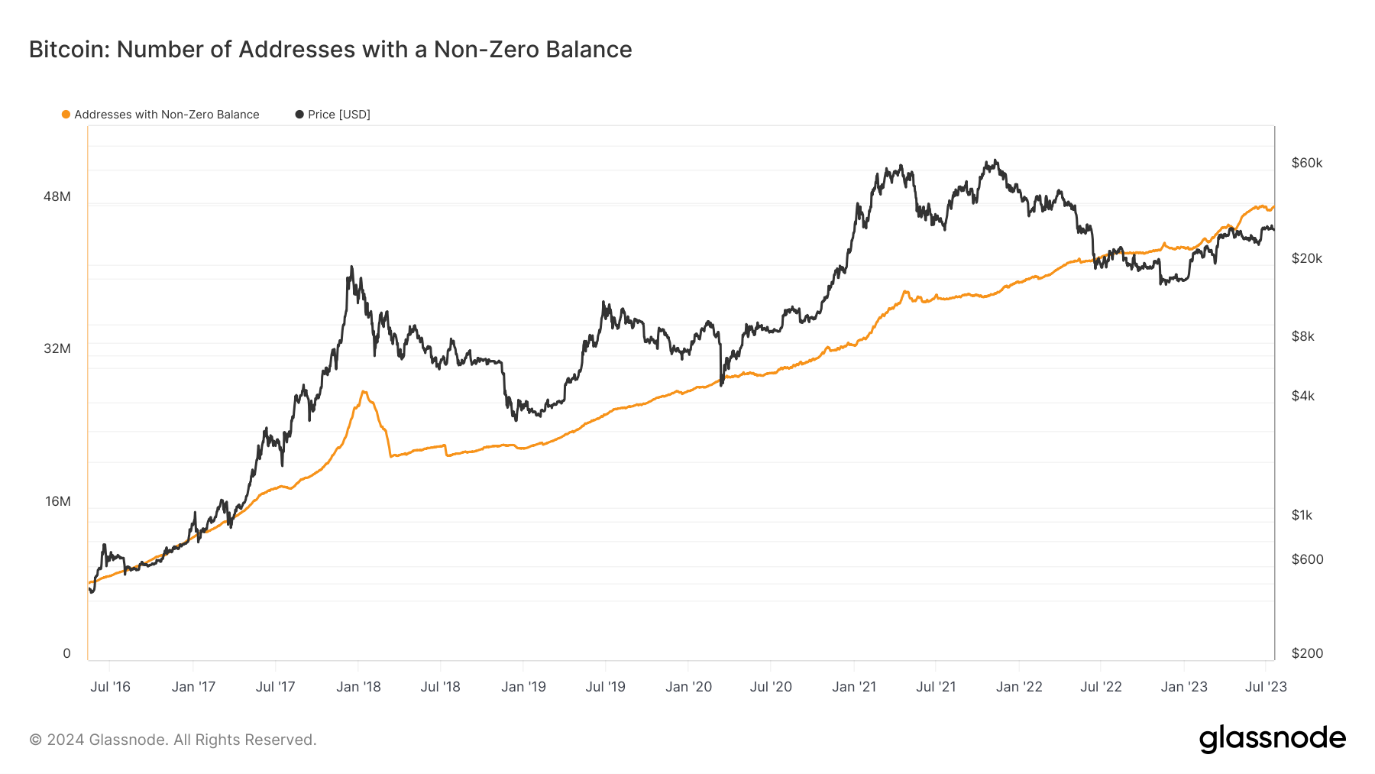 Bitcoin: Number of Addresses with a Non-Zero Balance
Addresses with Non-Zero Balance Price [USD]
48M
32M
16M
0
$60k
$20k
$8k
$4k
$1k
$600
$200
Jul '16 Jan '17 Jul '17 Jan '18 Jul '18 Jan '19 Jul '19 Jan '20 Jul '20 Jan '21 Jul '21 Jan '22 Jul '22 Jan '23 Jul '23
© 2024 Glassnode. All Rights Reserved.
glassnode